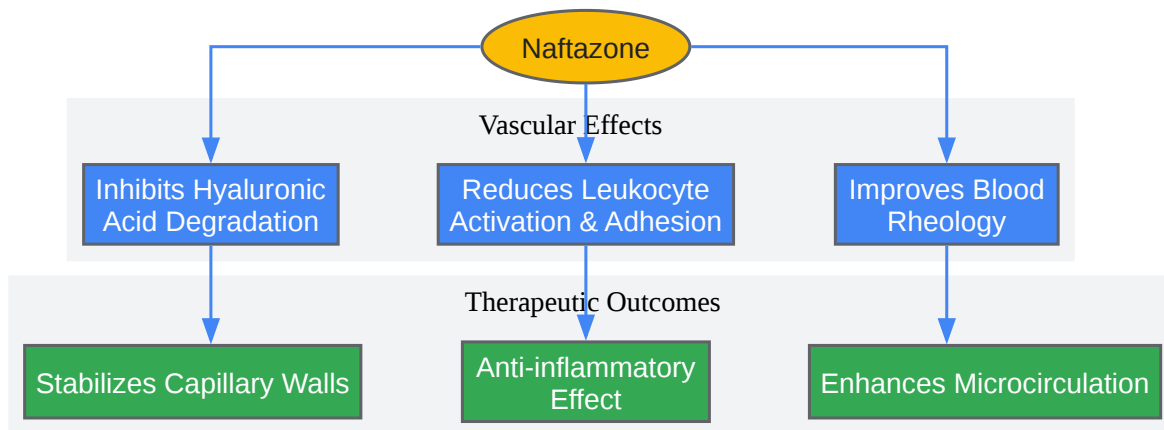 Naftazone
Vascular Effects
Inhibits Hyaluronic
Acid Degradation
Reduces Leukocyte
Activation & Adhesion
Improves Blood
Rheology
Therapeutic Outcomes
Stabilizes Capillary Walls
Anti-inflammatory
Effect
Enhances Microcirculation